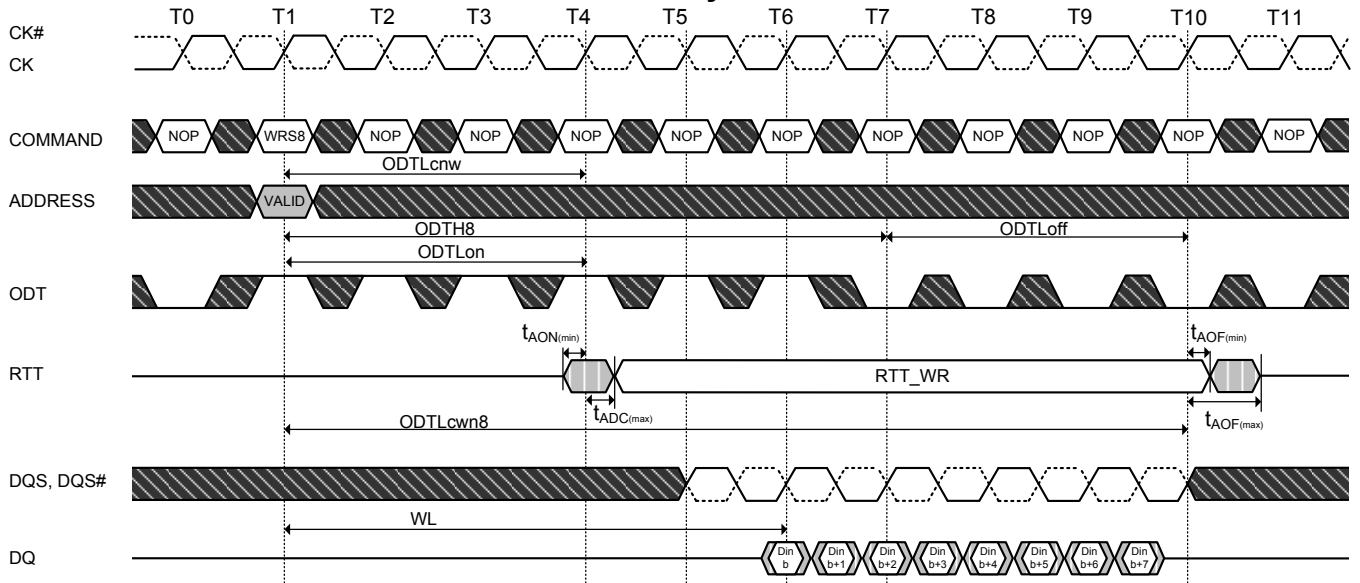 T0 T1 T2 T3 T4 T5 T6 T7 T8 T9 T10 T11
CK#
CK
COMMAND NOP WRS8 NOP NOP NOP NOP NOP NOP NOP NOP NOP NOP
ODTLcnw
ADDRESS VALID
ODTH8 ODTLoff
ODTLon
ODT
tAON(min) tAOF(min)
RTT RTT_WR
tADC(max) tAOF(max)
ODTLcwn8
DQS, DQS#
WL
DQ Din b Din b+1 Din b+2 Din b+3 Din b+4 Din b+5 Din b+6 Din b+7